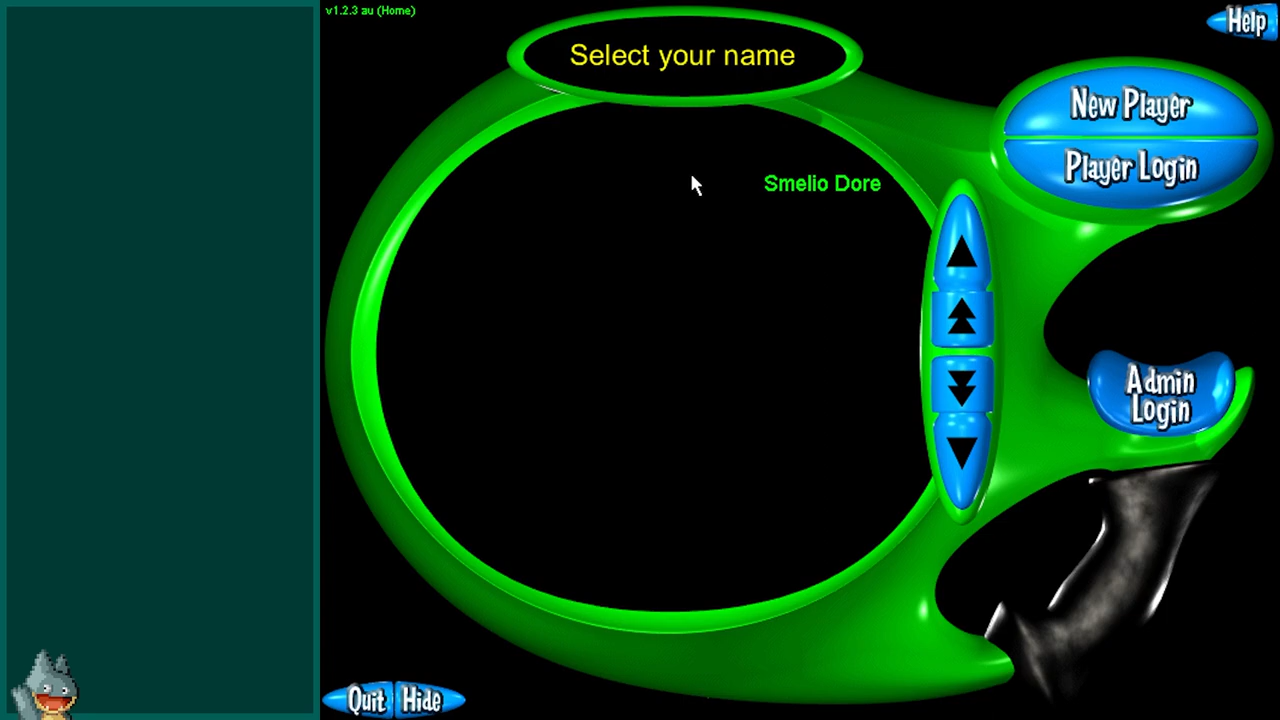 v1.2.3 au (Home)
Help
Select your name
New Player
Player Login
Smelio Dore
Admin
Login
Quit
Hide